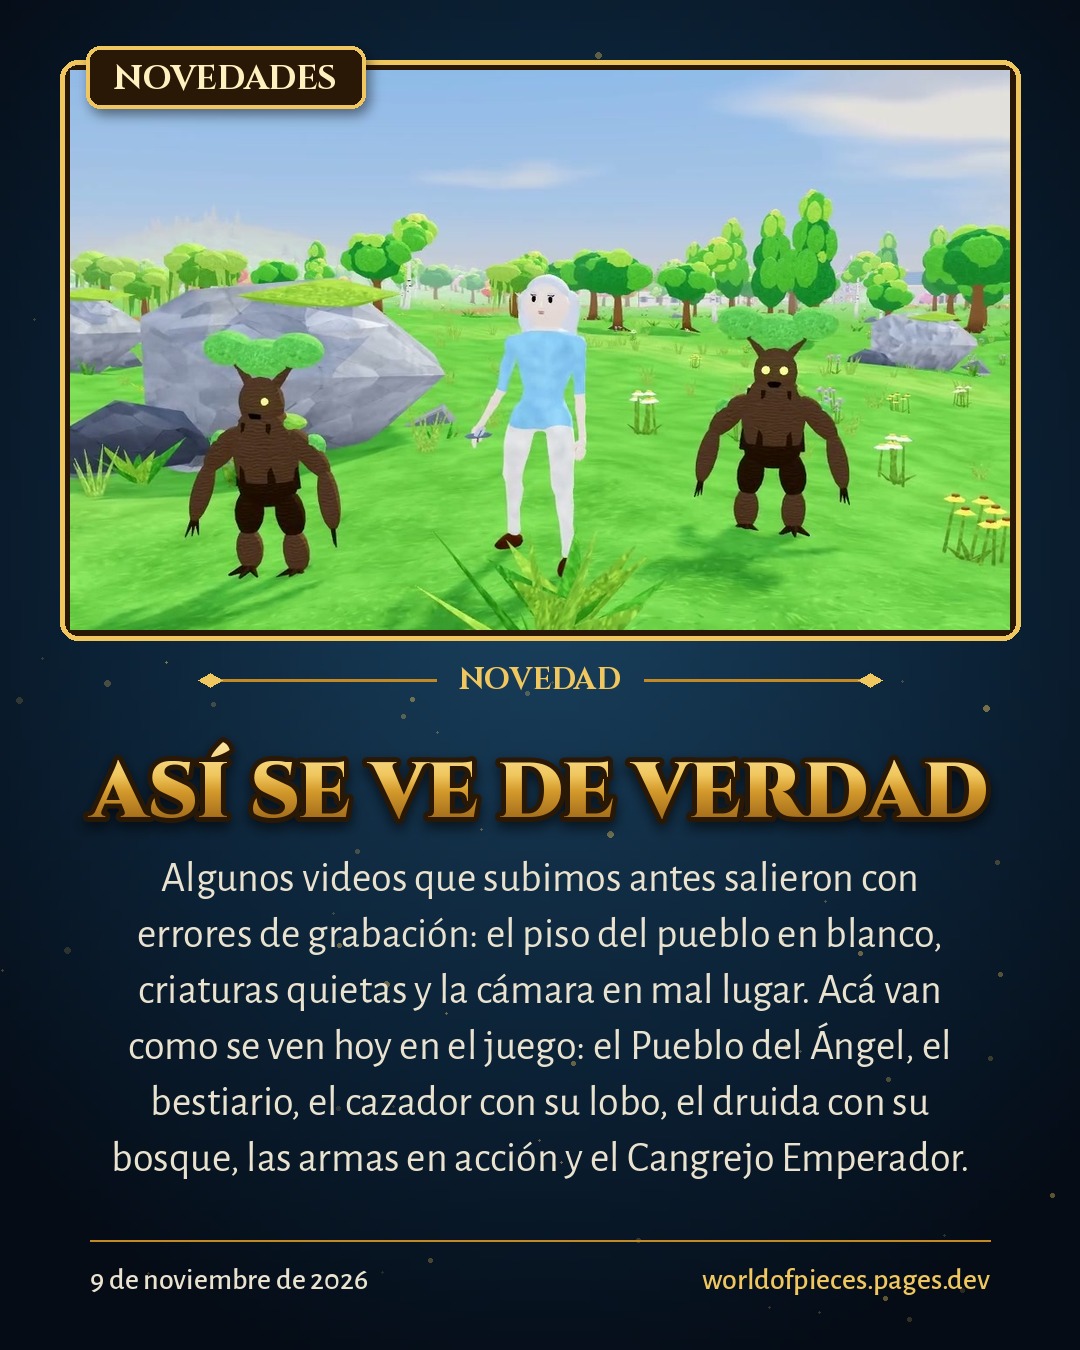 NOVEDADES
NOVEDAD
ASÍ SE VE DE VERDAD
Algunos videos que subimos antes salieron con
errores de grabación: el piso del pueblo en blanco,
criaturas quietas y la cámara en mal lugar. Acá van
como se ven hoy en el juego: el Pueblo del Ángel, el
bestiario, el cazador con su lobo, el druida con su
bosque, las armas en acción y el Cangrejo Emperador.
9 de noviembre de 2026
worldofpieces.pages.dev